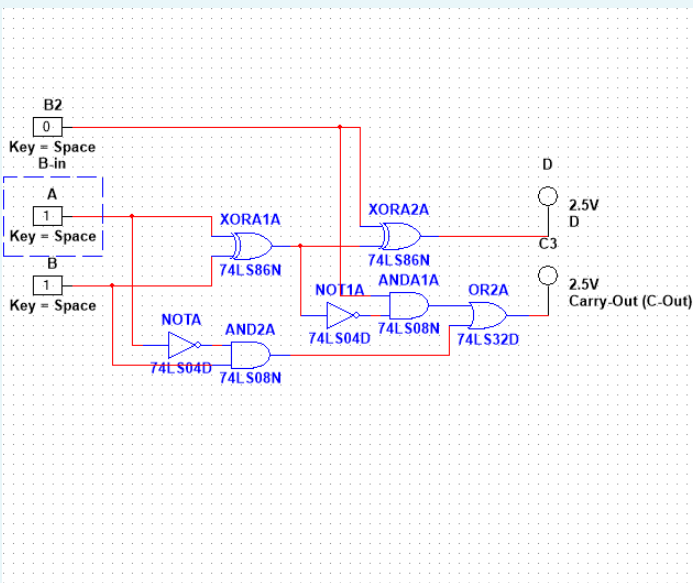 B2
0
Key = Space
B-in
A
1
Key = Space
B
1
Key = Space
XORA1A
74LS86N
XORA2A
74LS86N
NOT1A
74LS04D
ANDA1A
74LS08N
OR2A
74LS32D
NOTA
74LS04D
AND2A
74LS08N
D
2.5V
D
C3
2.5V
Carry-Out (C-Out)